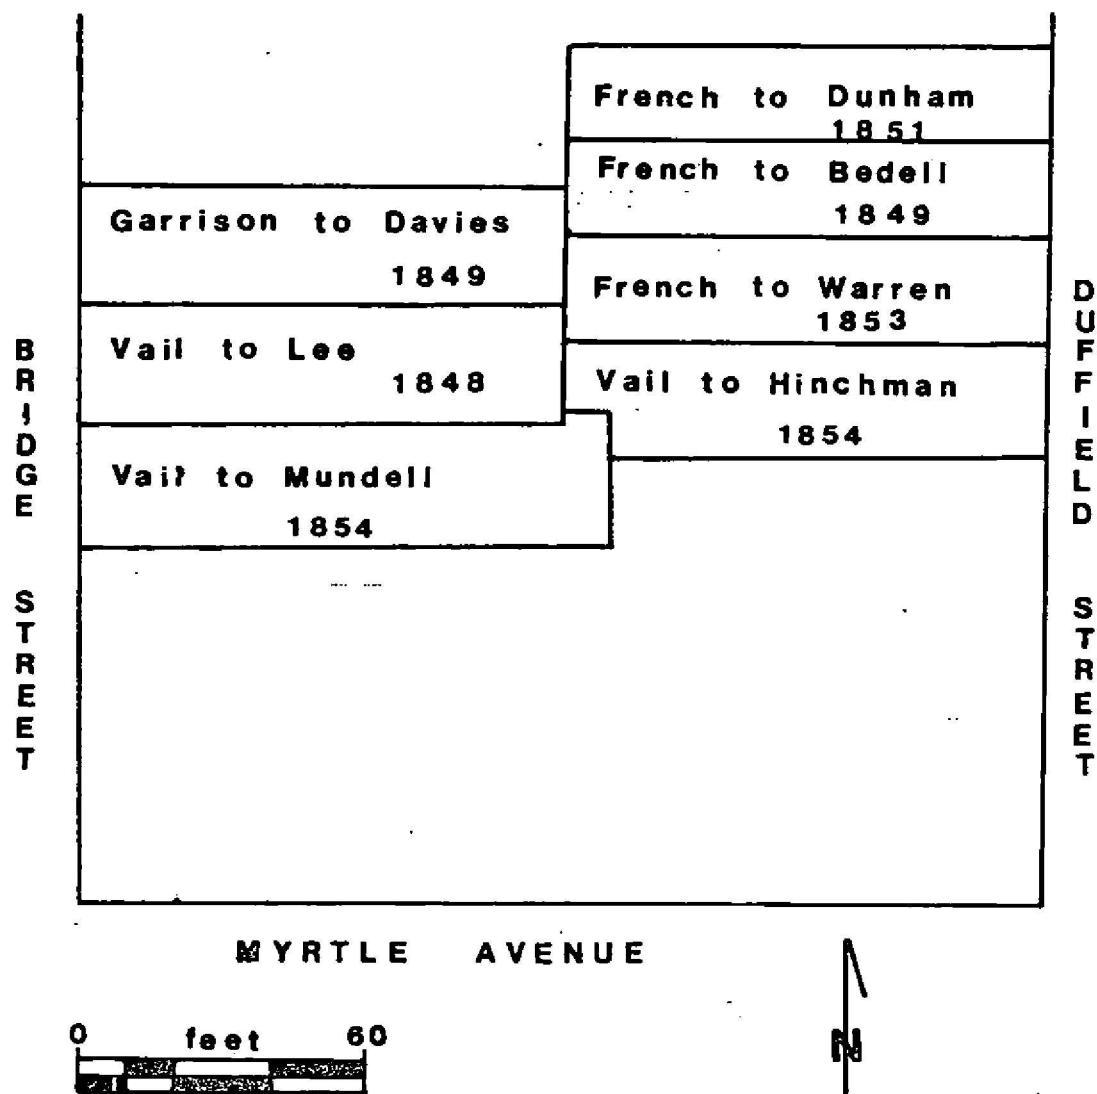 French to Dunham
1851
French to Bedell
1849
French to Warren
1853
Vail to Hinchman
1854
Garrison to Davies
1849
Vail to Lee
1848
Vail to Mundell
1854
BRIDGE STREET
DUFFIELD STREET
MYRTLE AVENUE
0 feet 60
N